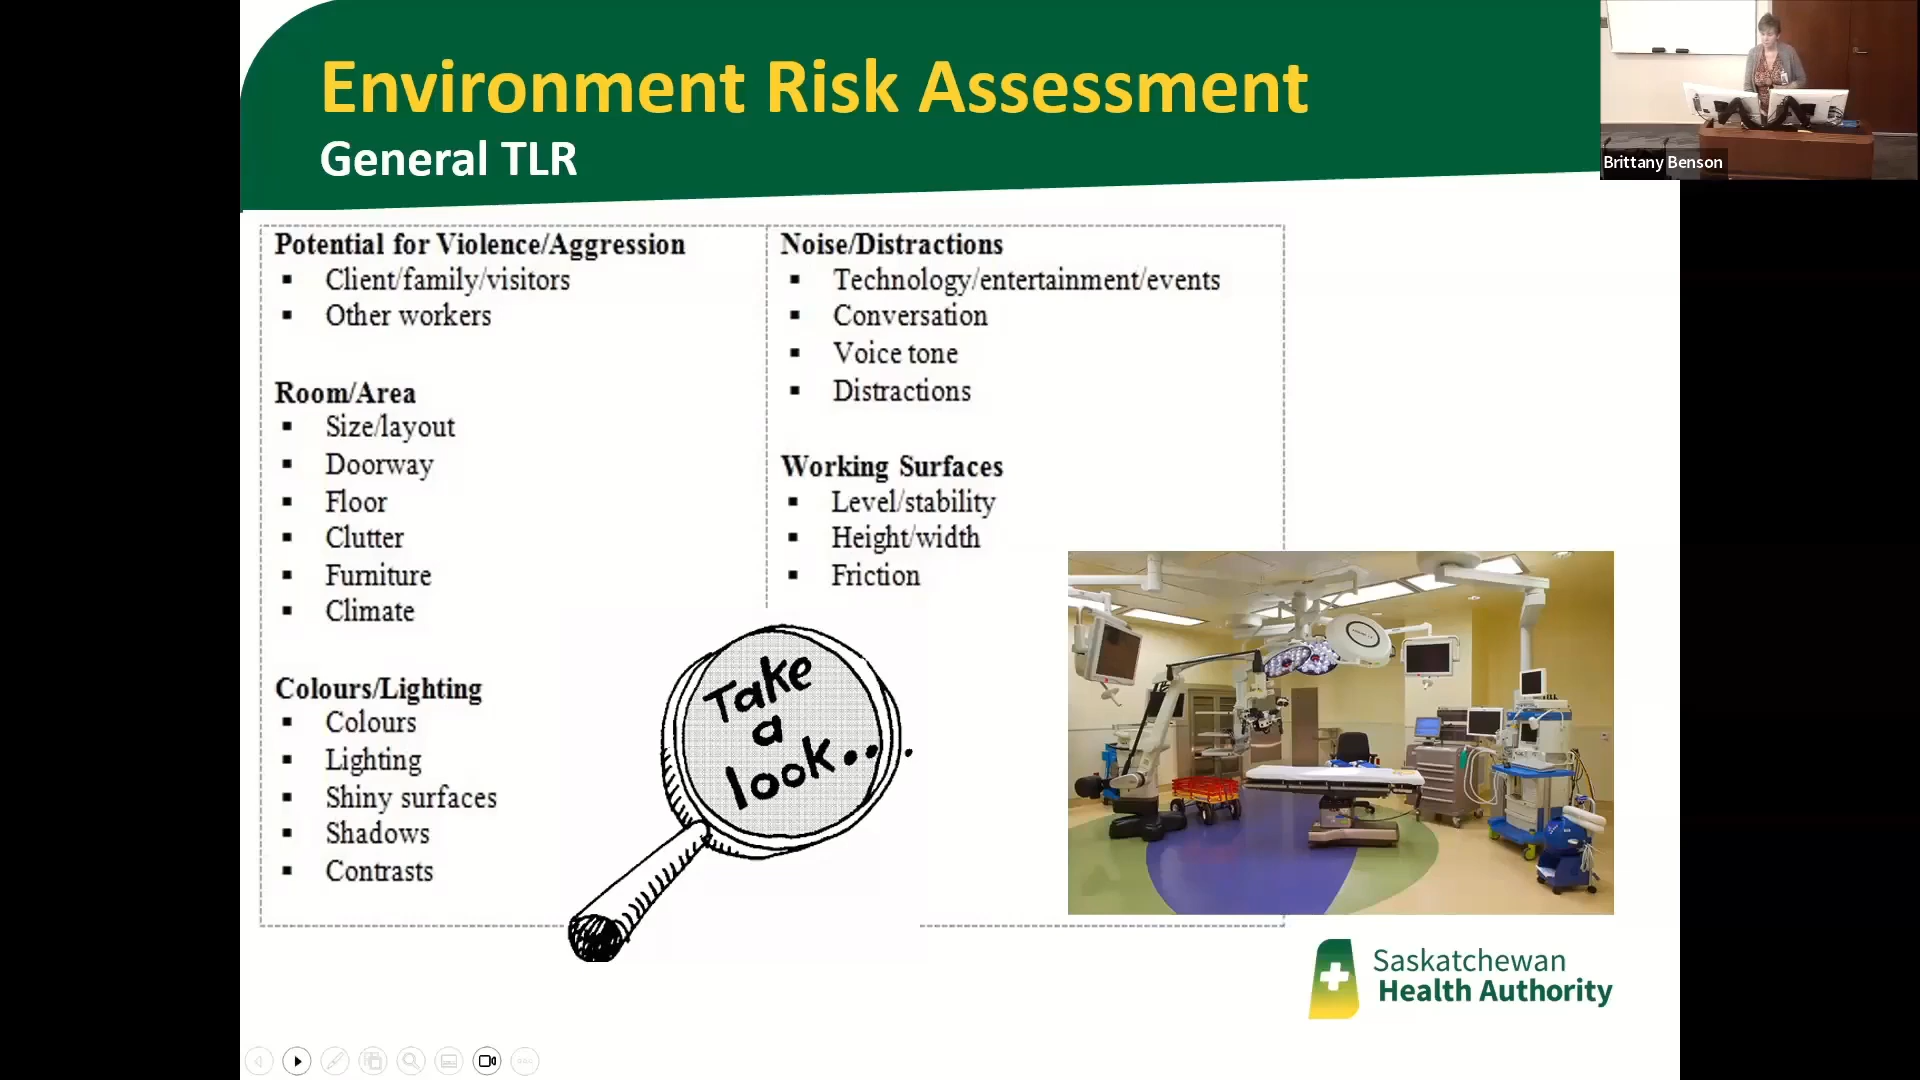 Environment Risk Assessment
General TLR
Brittany Benson
Potential for Violence/Aggression
▪ Client/family/visitors
▪ Other workers
Room/Area
▪ Size/layout
▪ Doorway
▪ Floor
▪ Clutter
▪ Furniture
▪ Climate
Colours/Lighting
▪ Colours
▪ Lighting
▪ Shiny surfaces
▪ Shadows
▪ Contrasts
Noise/Distractions
▪ Technology/entertainment/events
▪ Conversation
▪ Voice tone
▪ Distractions
Working Surfaces
▪ Level/stability
▪ Height/width
▪ Friction
Take
a
look...
Saskatchewan
Health Authority